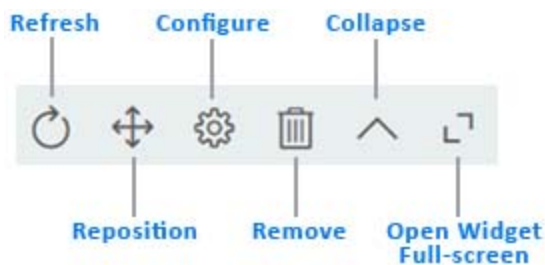 Refresh
Configure
Collapse
Reposition
Remove
Open Widget
Full-screen